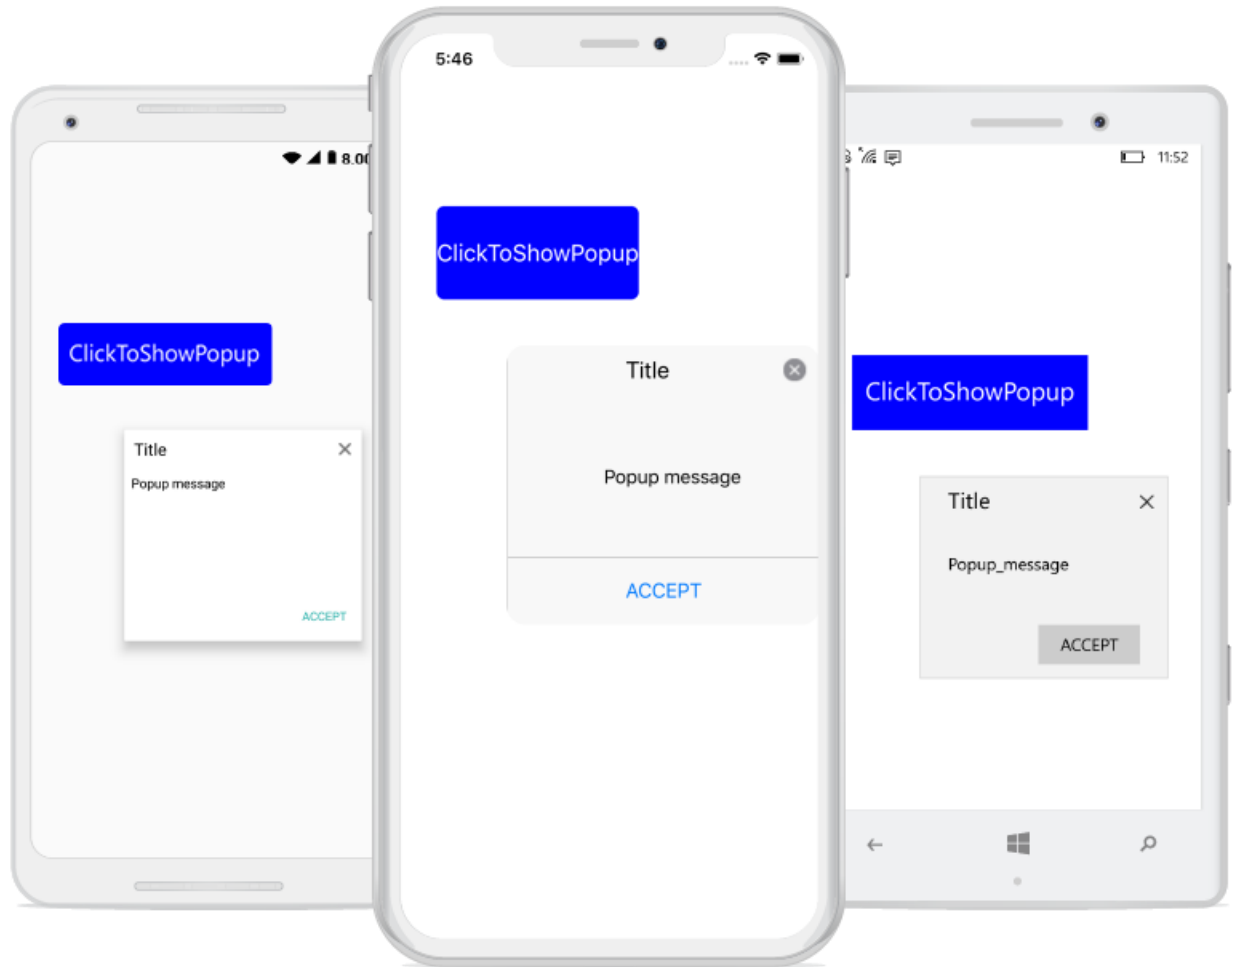 8.00
ClickToShowPopup
Title
Popup message
ACCEPT
5:46
ClickToShowPopup
Title
Popup message
ACCEPT
11:52
ClickToShowPopup
Title
Popup_message
ACCEPT